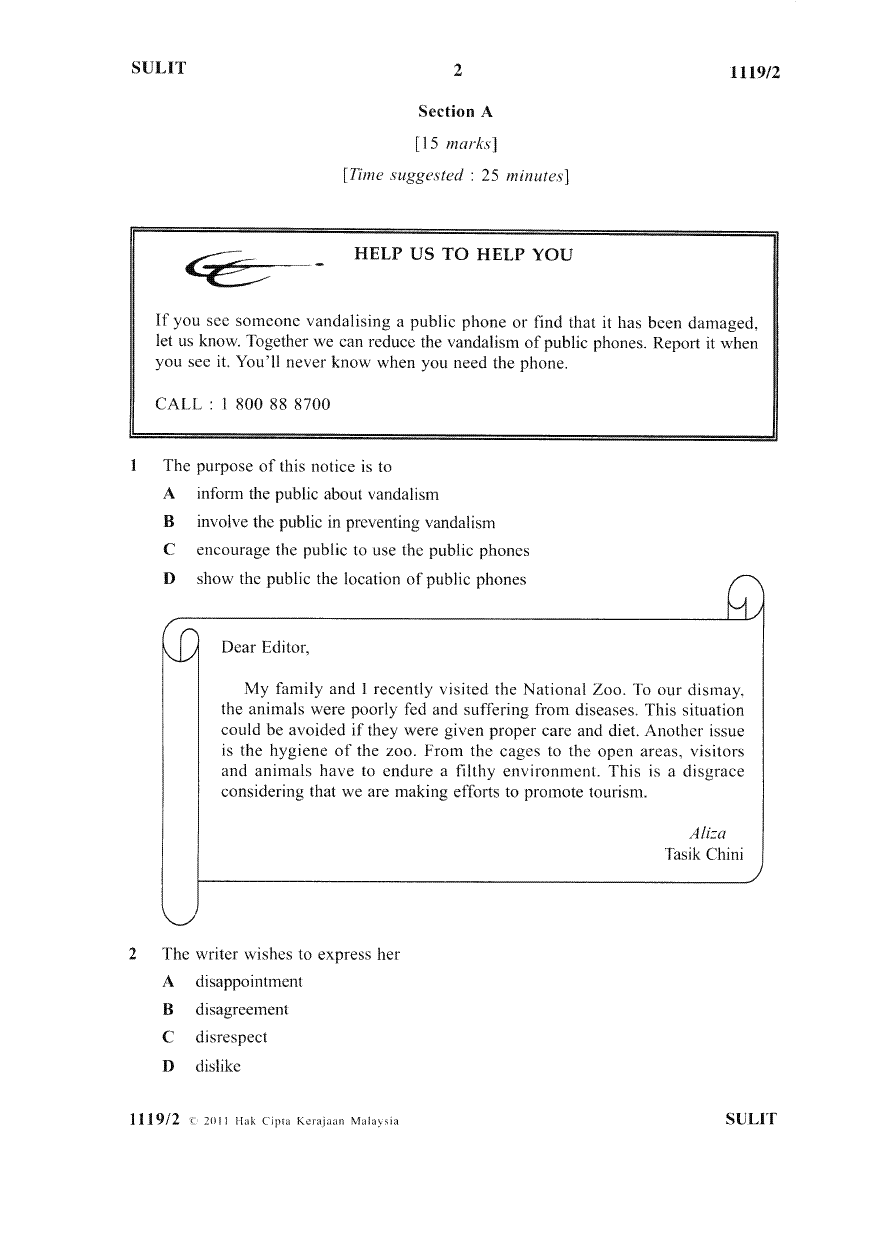 SULIT 2 1119/2
Section A
[15 marks]
[Time suggested : 25 minutes]
HELP US TO HELP YOU
If you see someone vandalising a public phone or find that it has been damaged,
let us know. Together we can reduce the vandalism of public phones. Report it when
you see it. You'll never know when you need the phone.
CALL : 1 800 88 8700
1 The purpose of this notice is to
A inform the public about vandalism
B involve the public in preventing vandalism
C encourage the public to use the public phones
D show the public the location of public phones
Dear Editor,
My family and I recently visited the National Zoo. To our dismay,
the animals were poorly fed and suffering from diseases. This situation
could be avoided if they were given proper care and diet. Another issue
is the hygiene of the zoo. From the cages to the open areas, visitors
and animals have to endure a filthy environment. This is a disgrace
considering that we are making efforts to promote tourism.
Aliza
Tasik Chini
2 The writer wishes to express her
A disappointment
B disagreement
C disrespect
D dislike
1119/2 © 2011 Hak Cipta Kerajaan Malaysia SULIT